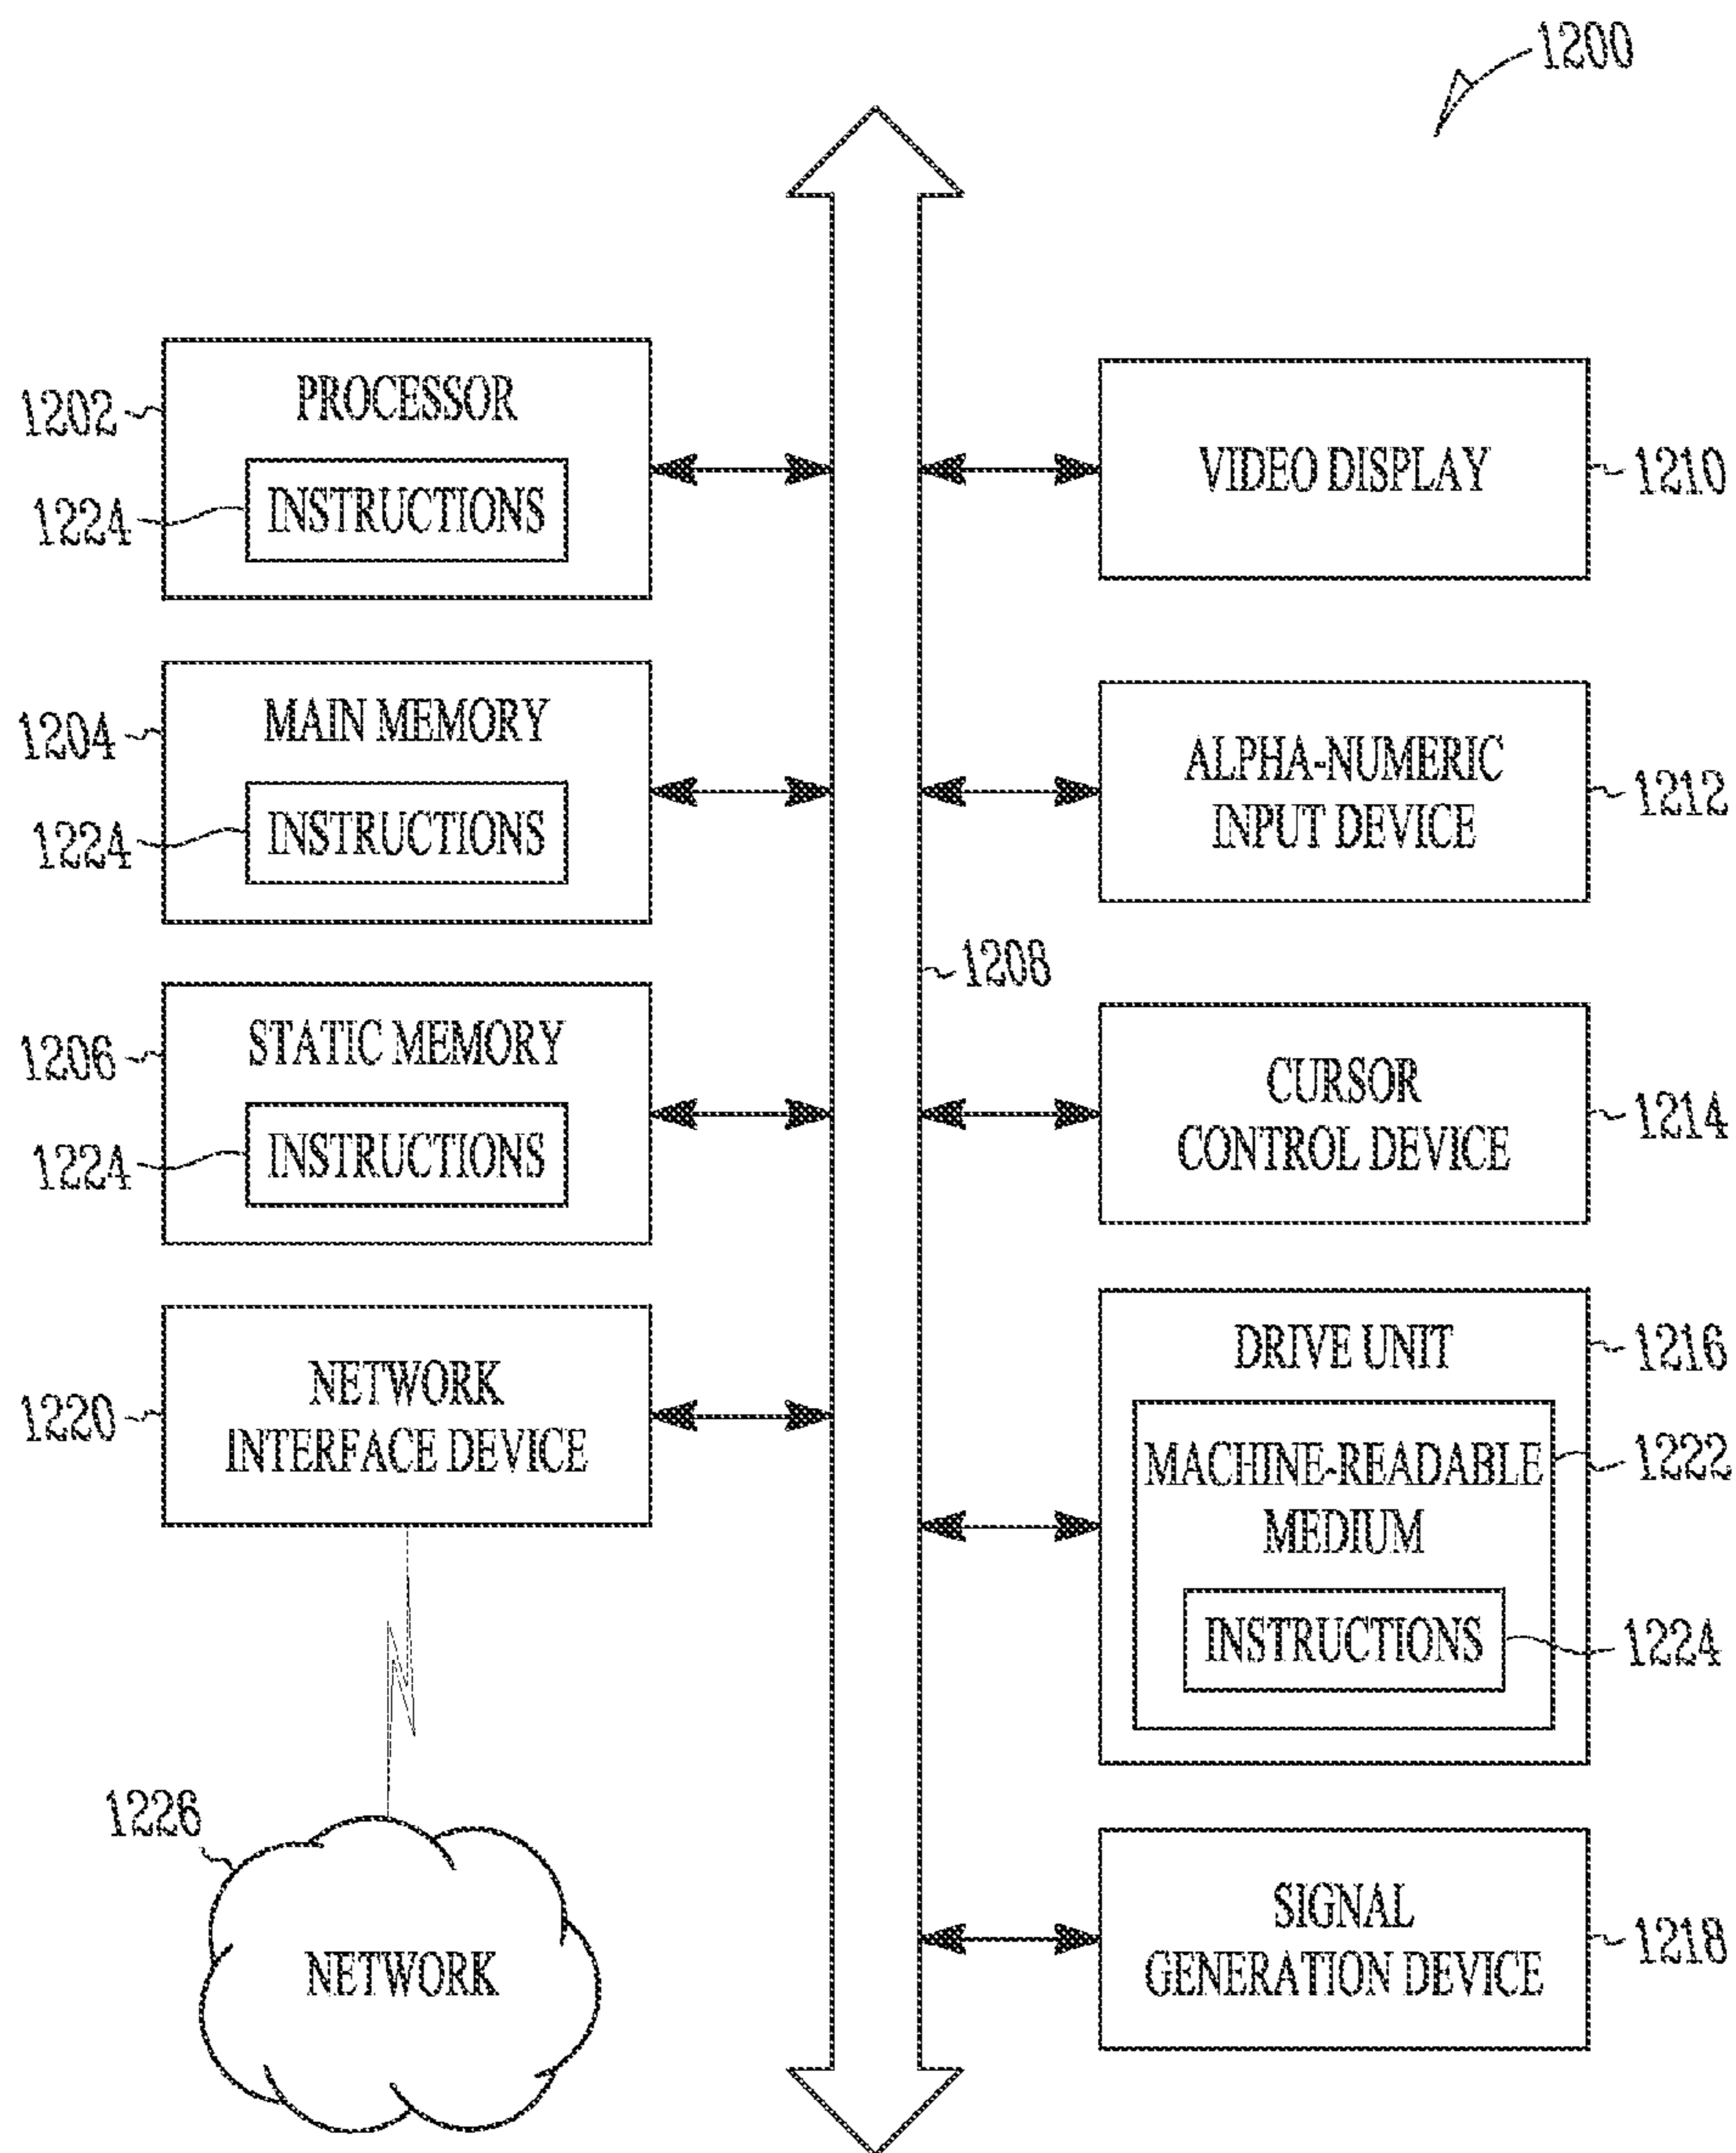 1200
PROCESSOR
1202
INSTRUCTIONS
1224
MAIN MEMORY
1204
INSTRUCTIONS
1224
STATIC MEMORY
1206
INSTRUCTIONS
1224
NETWORK
INTERFACE DEVICE
1220
1226
NETWORK
1208
VIDEO DISPLAY
1210
ALPHA-NUMERIC
INPUT DEVICE
1212
CURSOR
CONTROL DEVICE
1214
DRIVE UNIT
1216
MACHINE-READABLE
MEDIUM
1222
INSTRUCTIONS
1224
SIGNAL
GENERATION DEVICE
1218